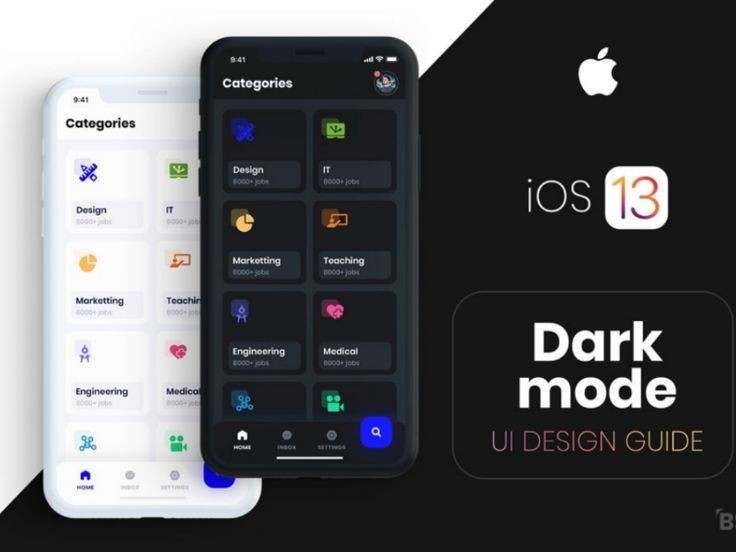 9:41
Categories
Design
8000+ jobs
IT
8000+ jobs
Marketting
8000+ jobs
Teaching
8000+ jobs
Engineering
8000+ jobs
Medical
8000+ jobs
HOME
INBOX
SETTINGS
9:41
Categories
Design
8000+ jobs
IT
8000+ jobs
Marketting
8000+ jobs
Teachin
8000+ jobs
Engineering
8000+ jobs
Medical
8000+ jobs
HOME
INBOX
SETTINGS
iOS 13
Dark
mode
UI DESIGN GUIDE